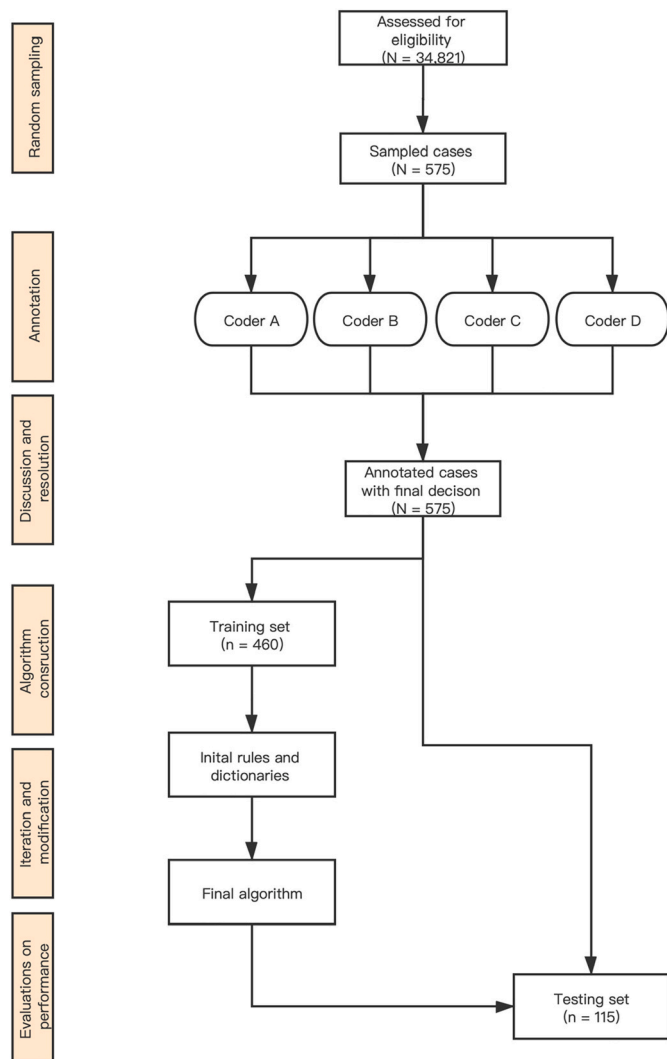 Random sampling
Assessed for
eligibility
(N = 34,821)
Sampled cases
(N = 575)
Annotation
Coder A
Coder B
Coder C
Coder D
Discussion and
resolution
Annotated cases
with final decison
(N = 575)
Algorithm
consruction
Training set
(n = 460)
Inital rules and
dictionaries
Iteration and
modification
Final algorithm
Evaluations on
performance
Testing set
(n = 115)